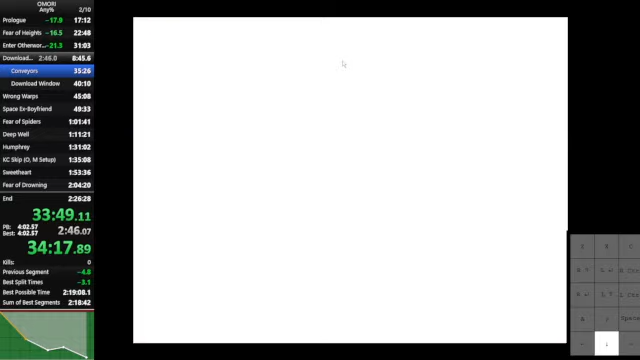 OMORI
Any% 2/10
Prologue -17.9 17:12
Fear of Heights -16.5 22:48
Enter Otherwor... -21.3 31:03
Download... 2:46.0 8:45.6
Conveyors 35:26
Download Window 40:10
Wrong Warps 45:08
Space Ex-Boyfriend 49:33
Fear of Spiders 1:01:41
Deep Well 1:11:21
Humphrey 1:31:02
KC Skip (O, M Setup) 1:35:08
Sweetheart 1:53:36
Fear of Drowning 2:04:20
End 2:26:28
33:49.11
PB: 4:02.57 2:46.07
Best: 4:02.57
34:17.89
Kills: 0
Previous Segment -4.8
Best Split Times -3.1
Best Possible Time 2:19:08.1
Sum of Best Segments 2:18:42
Space